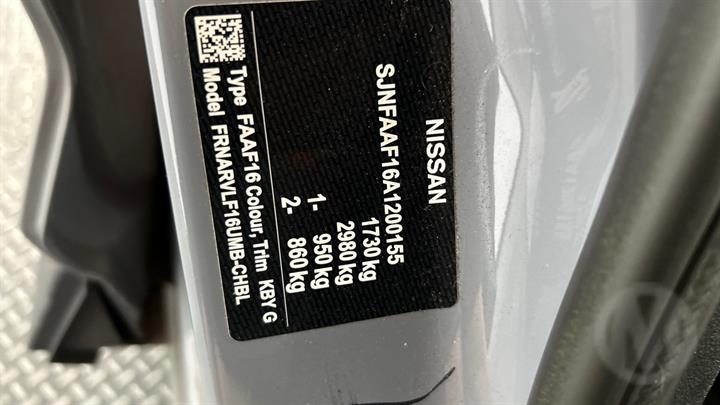 NISSAN
SJNFAAF16A1200155
1730 kg
2980 kg
1- 950 kg
2- 860 kg
Type FAAF16 Colour, Trim KBY G
Model FRNARVLF16UMB-CHBL
M